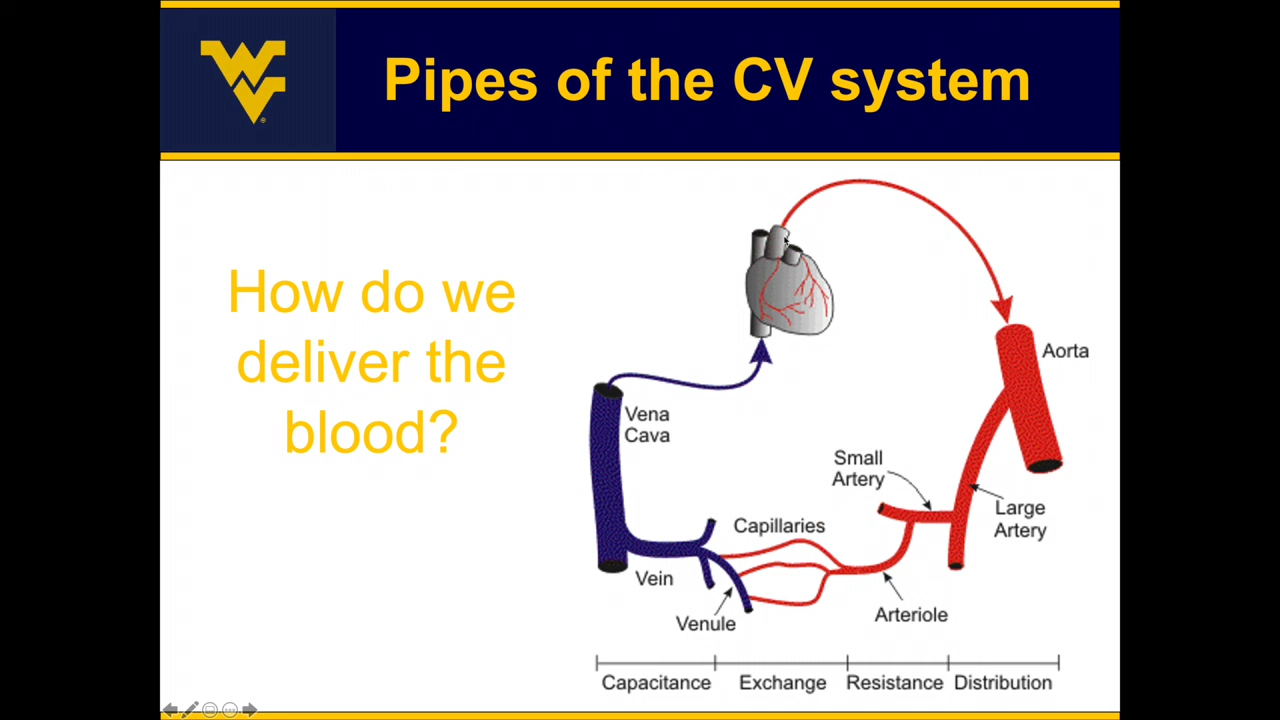 WV
Pipes of the CV system
How do we
deliver the
blood?
Aorta
Vena
Cava
Small
Artery
Large
Artery
Capillaries
Vein
Arteriole
Venule
Capacitance
Exchange
Resistance
Distribution